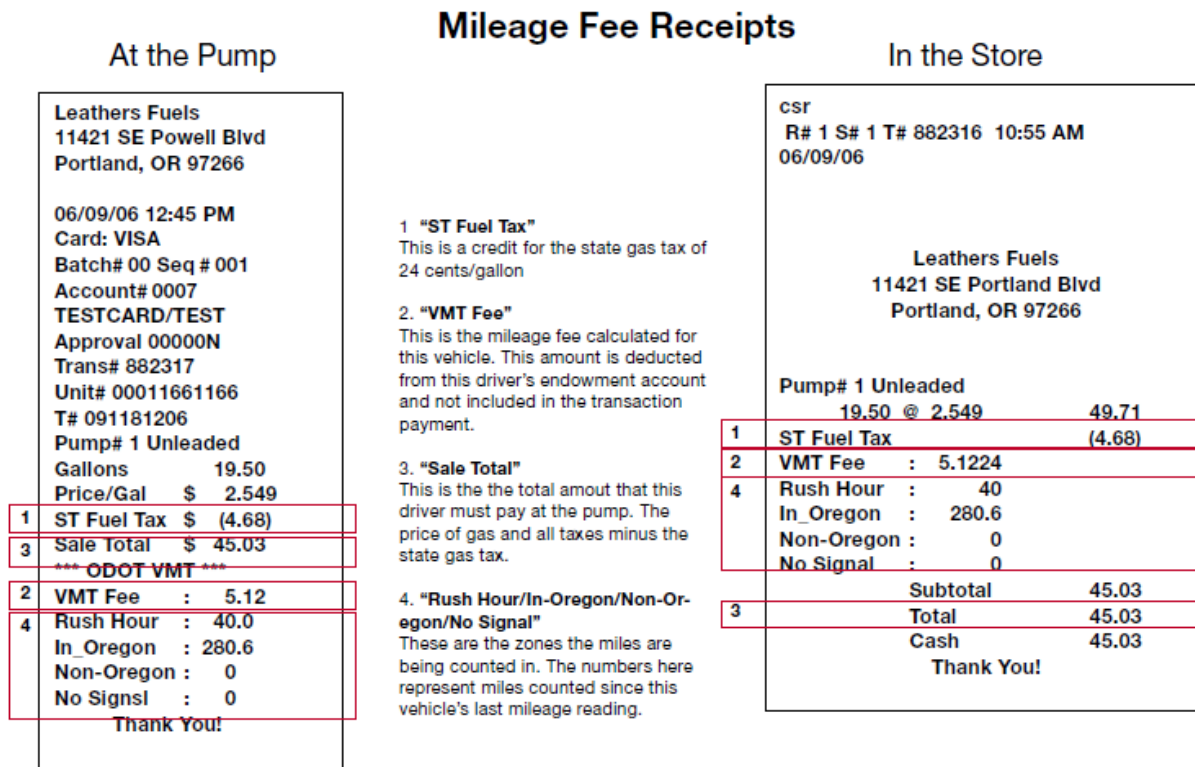 Mileage Fee Receipts
At the Pump
Leathers Fuels
11421 SE Powell Blvd
Portland, OR 97266
06/09/06 12:45 PM
Card: VISA
Batch# 00 Seq # 001
Account# 0007
TESTCARD/TEST
Approval 00000N
Trans# 882317
Unit# 00011661166
T# 091181206
Pump# 1 Unleaded
Gallons 19.50
Price/Gal $ 2.549
1 ST Fuel Tax $ (4.68)
3 Sale Total $ 45.03
*** ODOT VMT ***
2 VMT Fee : 5.12
4 Rush Hour : 40.0
In_Oregon : 280.6
Non-Oregon : 0
No Signsl : 0
Thank You!
1 “ST Fuel Tax”
This is a credit for the state gas tax of
24 cents/gallon
2. “VMT Fee”
This is the mileage fee calculated for
this vehicle. This amount is deducted
from this driver’s endowment account
and not included in the transaction
payment.
3. “Sale Total”
This is the the total amout that this
driver must pay at the pump. The
price of gas and all taxes minus the
state gas tax.
4. “Rush Hour/In-Oregon/Non-Or-
egon/No Signal”
These are the zones the miles are
being counted in. The numbers here
represent miles counted since this
vehicle’s last mileage reading.
In the Store
csr
R# 1 S# 1 T# 882316 10:55 AM
06/09/06
Leathers Fuels
11421 SE Portland Blvd
Portland, OR 97266
Pump# 1 Unleaded
19.50 @ 2.549 49.71
1 ST Fuel Tax (4.68)
2 VMT Fee : 5.1224
4 Rush Hour : 40
In_Oregon : 280.6
Non-Oregon : 0
No Signal : 0
Subtotal 45.03
3 Total 45.03
Cash 45.03
Thank You!